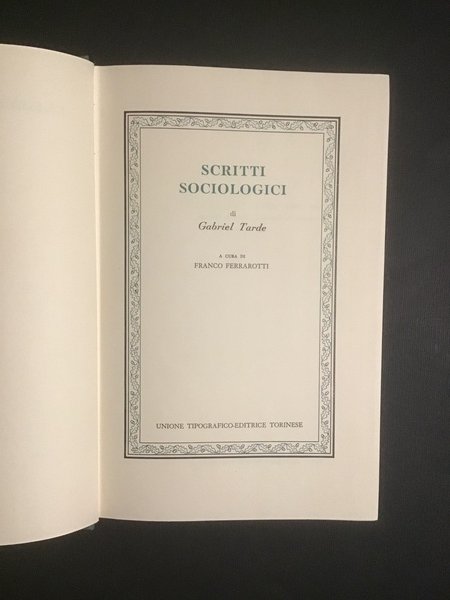 SCRITTI
SOCIOLOGICI
di
Gabriel Tarde
A CURA DI
FRANCO FERRAROTTI
UNIONE TIPOGRAFICO-EDITRICE TORINESE